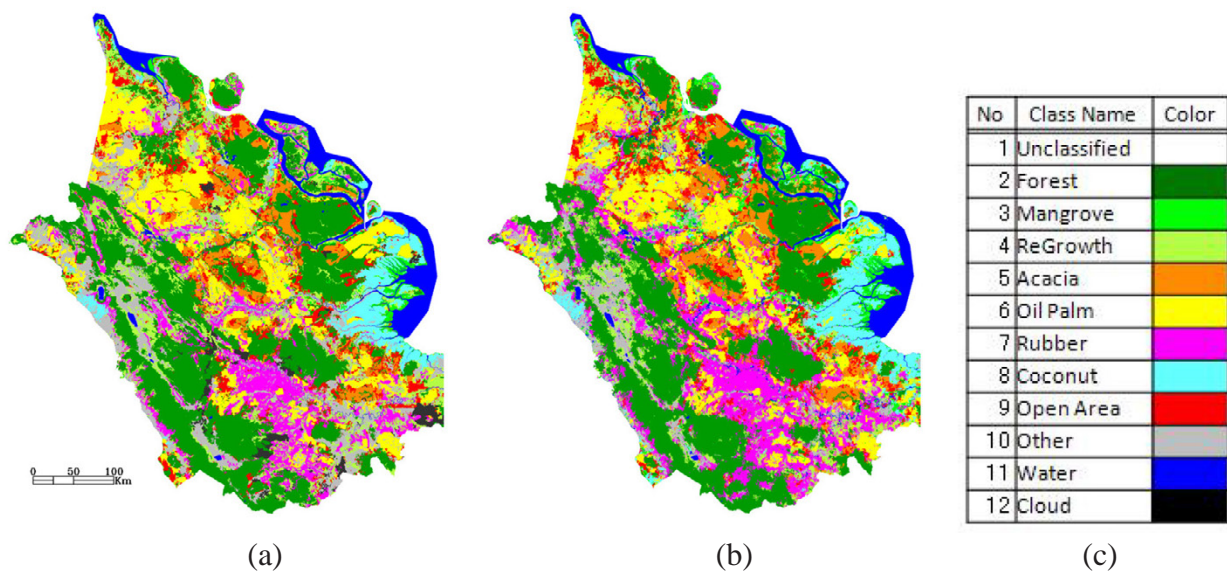 No Class Name Color
1 Unclassified
2 Forest
3 Mangrove
4 ReGrowth
5 Acacia
6 Oil Palm
7 Rubber
8 Coconut
9 Open Area
10 Other
11 Water
12 Cloud
0 50 100
Km
(a) (b) (c)